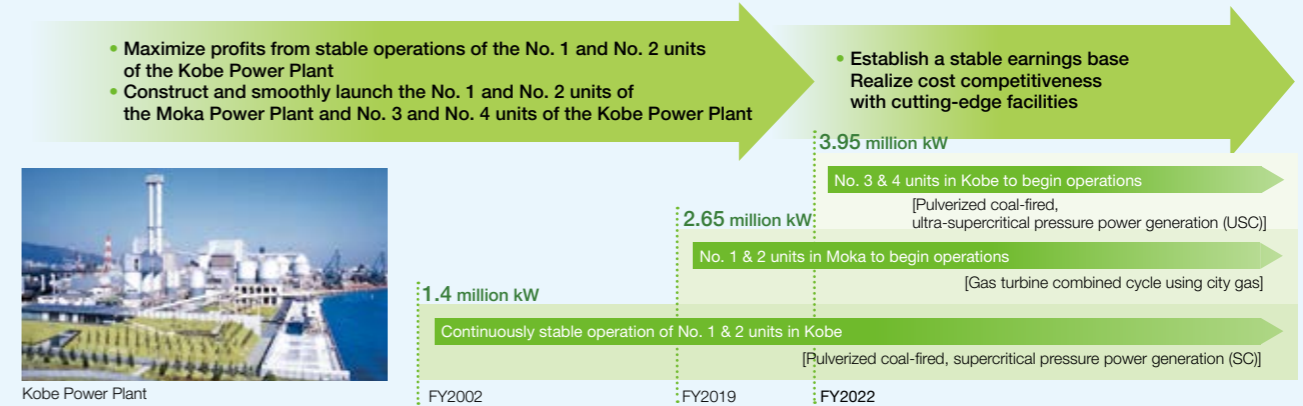 • Maximize profits from stable operations of the No. 1 and No. 2 units
of the Kobe Power Plant
• Construct and smoothly launch the No. 1 and No. 2 units of
the Moka Power Plant and No. 3 and No. 4 units of the Kobe Power Plant
• Establish a stable earnings base
Realize cost competitiveness
with cutting-edge facilities
3.95 million kW
No. 3 & 4 units in Kobe to begin operations
[Pulverized coal-fired,
ultra-supercritical pressure power generation (USC)]
2.65 million kW
No. 1 & 2 units in Moka to begin operations
[Gas turbine combined cycle using city gas]
1.4 million kW
Continuously stable operation of No. 1 & 2 units in Kobe
[Pulverized coal-fired, supercritical pressure power generation (SC)]
Kobe Power Plant
FY2002
FY2019
FY2022